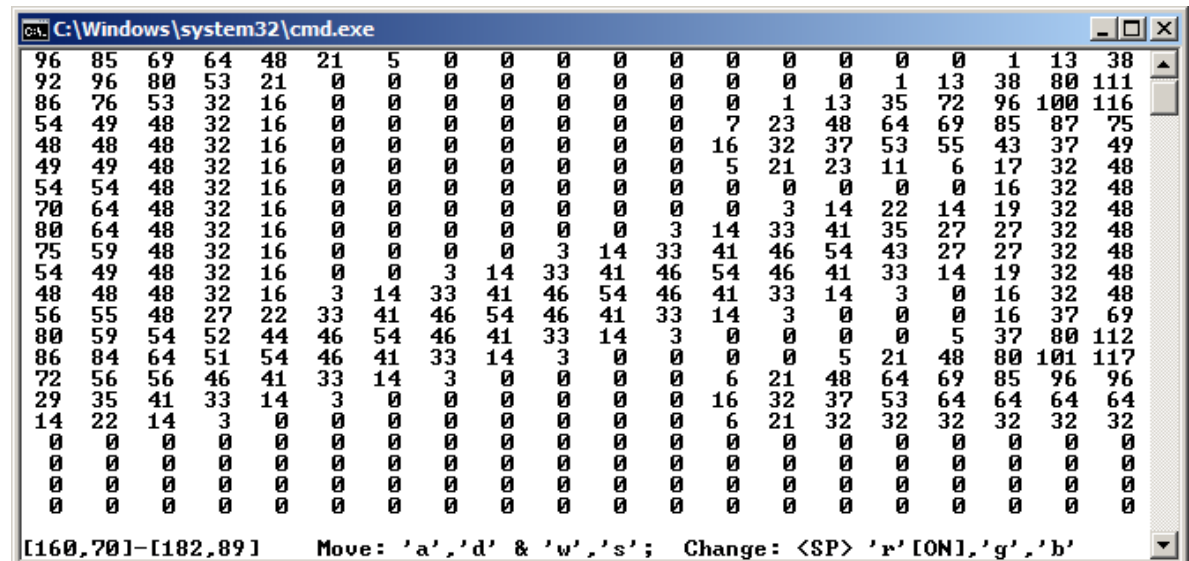 C:\Windows\system32\cmd.exe
96 85 69 64 48 21 5 0 0 0 0 0 0 0 0 0 0 1 13 38
92 96 80 53 21 0 0 0 0 0 0 0 0 0 0 1 13 38 80 111
86 76 53 32 16 0 0 0 0 0 0 0 0 1 13 35 72 96 100 116
54 49 48 32 16 0 0 0 0 0 0 0 7 23 48 64 69 85 87 75
48 48 48 32 16 0 0 0 0 0 0 0 16 32 37 53 55 43 37 49
49 49 48 32 16 0 0 0 0 0 0 0 5 21 23 11 6 17 32 48
54 54 48 32 16 0 0 0 0 0 0 0 0 0 0 0 0 16 32 48
70 64 48 32 16 0 0 0 0 0 0 0 0 3 14 22 14 19 32 48
80 64 48 32 16 0 0 0 0 0 0 3 14 33 41 35 27 27 32 48
75 59 48 32 16 0 0 0 0 3 14 33 41 46 54 43 27 27 32 48
54 49 48 32 16 0 0 3 14 33 41 46 54 46 41 33 14 19 32 48
48 48 48 32 16 3 14 33 41 46 54 46 41 33 14 3 0 16 32 48
56 55 48 27 22 33 41 46 54 46 41 33 14 3 0 0 0 16 37 69
80 59 54 52 44 46 54 46 41 33 14 3 0 0 0 0 5 37 80 112
86 84 64 51 54 46 41 33 14 3 0 0 0 0 5 21 48 80 101 117
72 56 56 46 41 33 14 3 0 0 0 0 6 21 48 64 69 85 96 96
29 35 41 33 14 3 0 0 0 0 0 0 16 32 37 53 64 64 64 64
14 22 14 3 0 0 0 0 0 0 0 0 6 21 32 32 32 32 32 32
0 0 0 0 0 0 0 0 0 0 0 0 0 0 0 0 0 0 0 0
0 0 0 0 0 0 0 0 0 0 0 0 0 0 0 0 0 0 0 0
0 0 0 0 0 0 0 0 0 0 0 0 0 0 0 0 0 0 0 0
0 0 0 0 0 0 0 0 0 0 0 0 0 0 0 0 0 0 0 0
[160,70]-[182,89] Move: 'a','d' & 'w','s'; Change: <SP> 'r'[ON],'g','b'